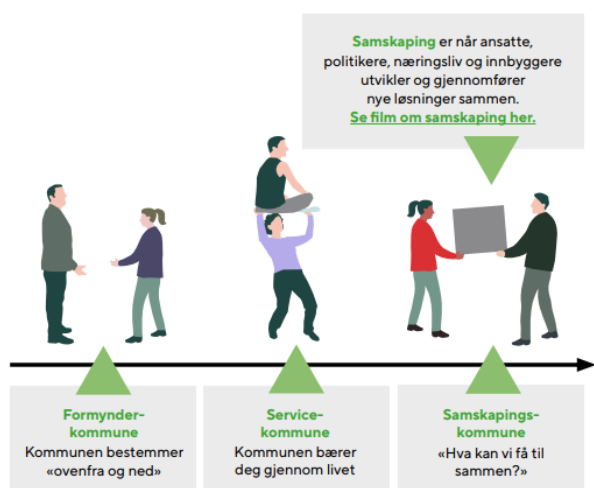 Samskaping er når ansatte,
politikere, næringsliv og innbyggere
utvikler og gjennomfører
nye løsninger sammen.
Se film om samskaping her.
Formynder-
kommune
Kommunen bestemmer
«ovenfra og ned»
Service-
kommune
Kommunen bærer
deg gjennom livet
Samskapings-
kommune
«Hva kan vi få til
sammen?»